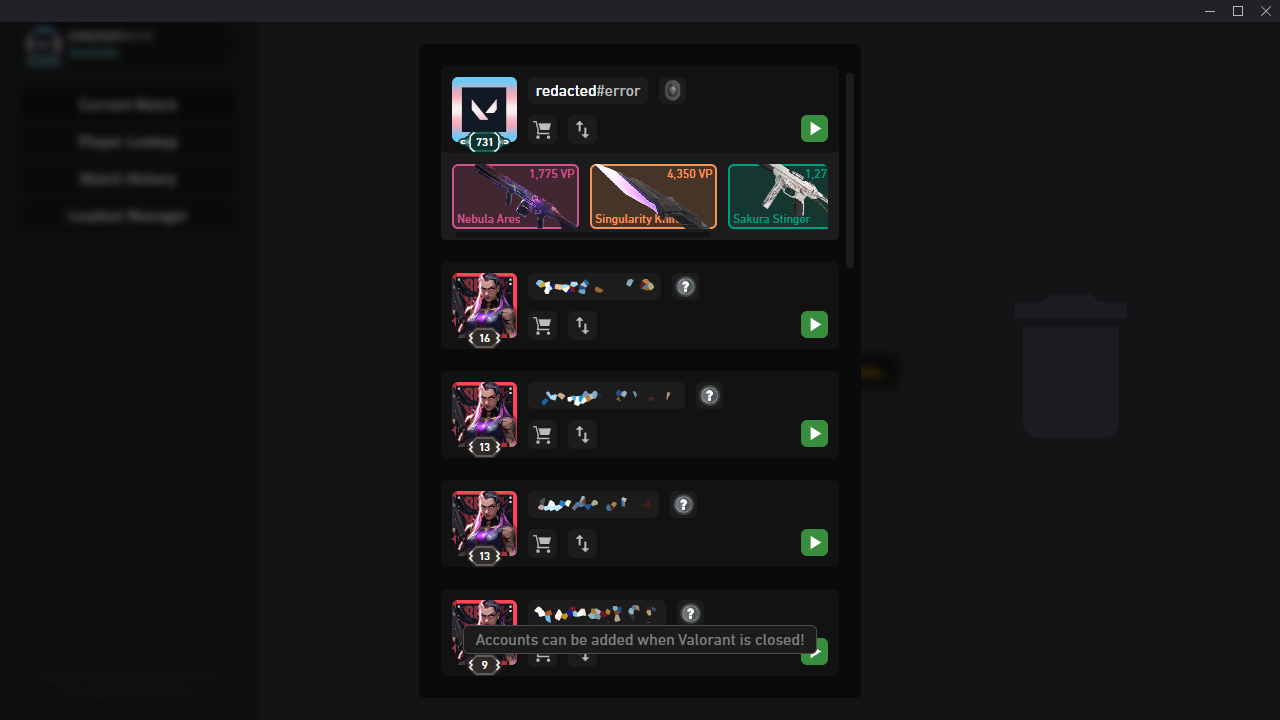 redacted#error
731
1,775 VP
Nebula Ares
4,350 VP
Singularity
1,27
Sakura Stinger
16
?
13
?
13
?
9
?
Accounts can be added when Valorant is closed!
Current Match
Player Lookup
Match History
Loadout Manager